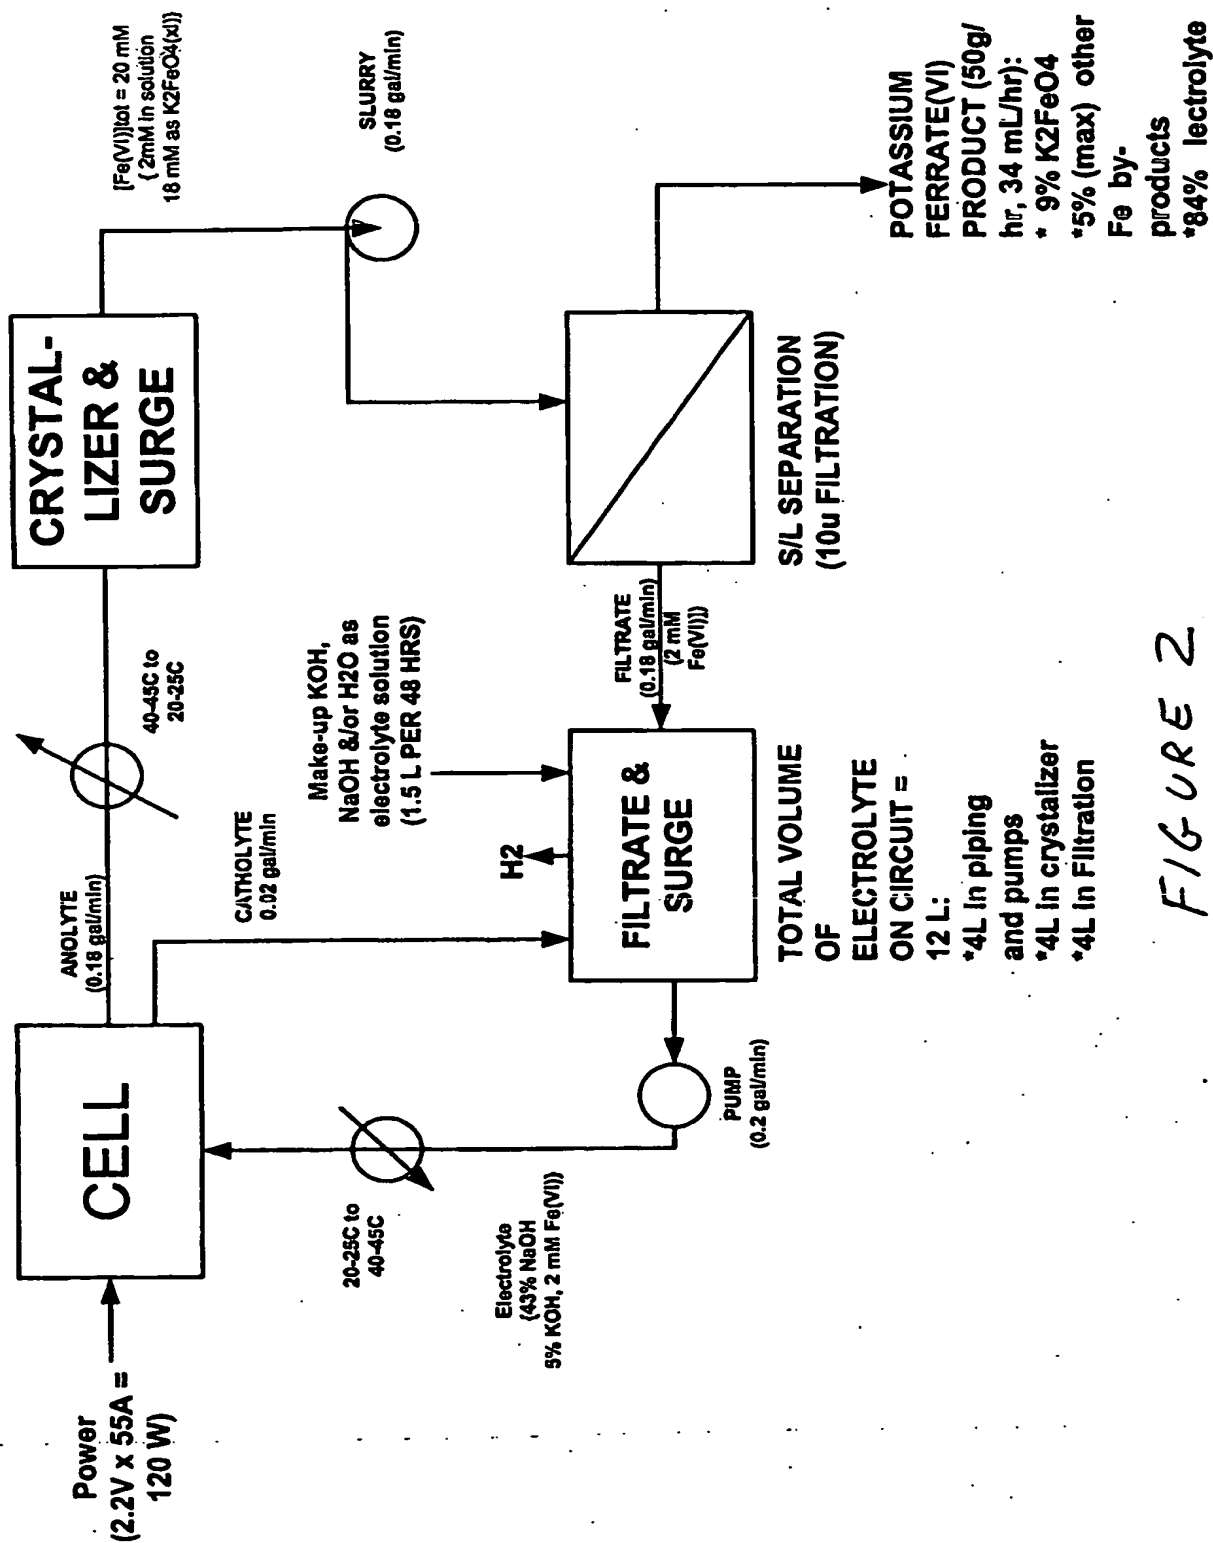 Power
(2.2V x 55A =
120 W)
CELL
ANOLYTE
(0.18 gal/min)
40-45C to
20-25C
CRYSTAL-
LIZER &
SURGE
[Fe(VI)]tot = 20 mM
{ 2mM in solution
18 mM as K2FeO4(xl)}
SLURRY
(0.18 gal/min)
CATHOLYTE
0.02 gal/min
Make-up KOH,
NaOH &/or H2O as
electrolyte solution
(1.5 L PER 48 HRS)
H2
20-25C to
40-45C
Electrolyte
{43% NaOH
5% KOH, 2 mM Fe(VI)}
PUMP
(0.2 gal/min)
FILTRATE &
SURGE
FILTRATE
(0.18 gal/min)
(2 mM
Fe(VI)])
S/L SEPARATION
(10u FILTRATION)
TOTAL VOLUME
OF
ELECTROLYTE
ON CIRCUIT =
12 L:
*4L in piping
and pumps
*4L in crystalizer
*4L in Filtration
POTASSIUM
FERRATE(VI)
PRODUCT (50g/
hr, 34 mL/hr):
* 9% K2FeO4
*5% (max) other
Fe by-
products
*84% lectrolyte
FIGURE 2